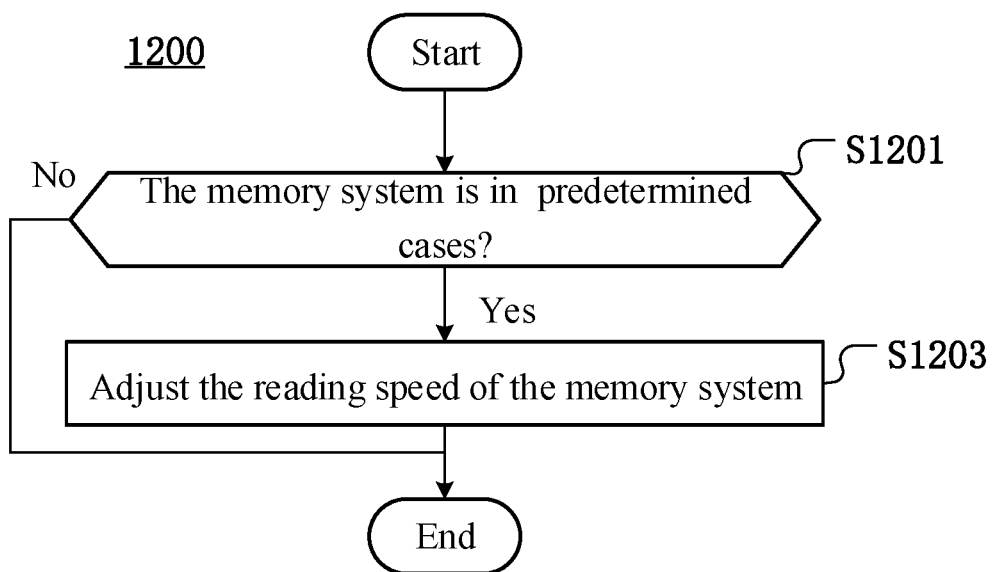 1200
Start
S1201
No
The memory system is in predetermined
cases?
Yes
S1203
Adjust the reading speed of the memory system
End